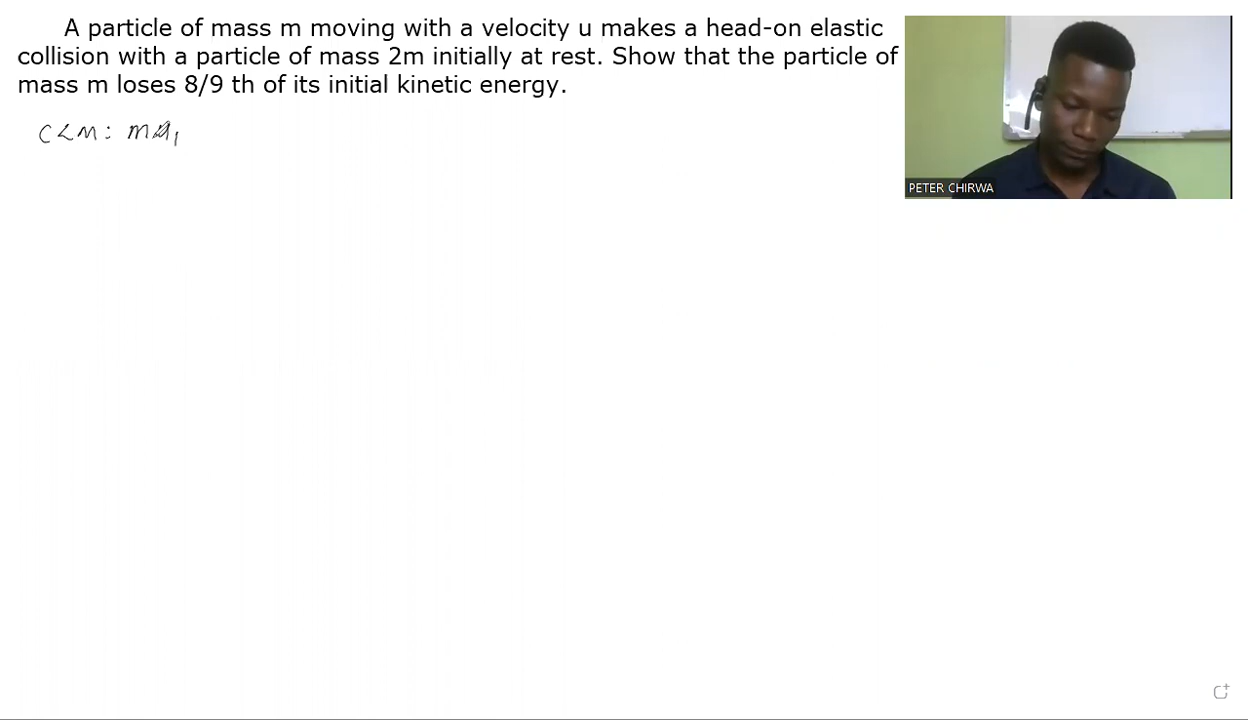 A particle of mass m moving with a velocity u makes a head-on elastic
collision with a particle of mass 2m initially at rest. Show that the particle of
mass m loses 8/9 th of its initial kinetic energy.
CLM:
PETER CHIRWA